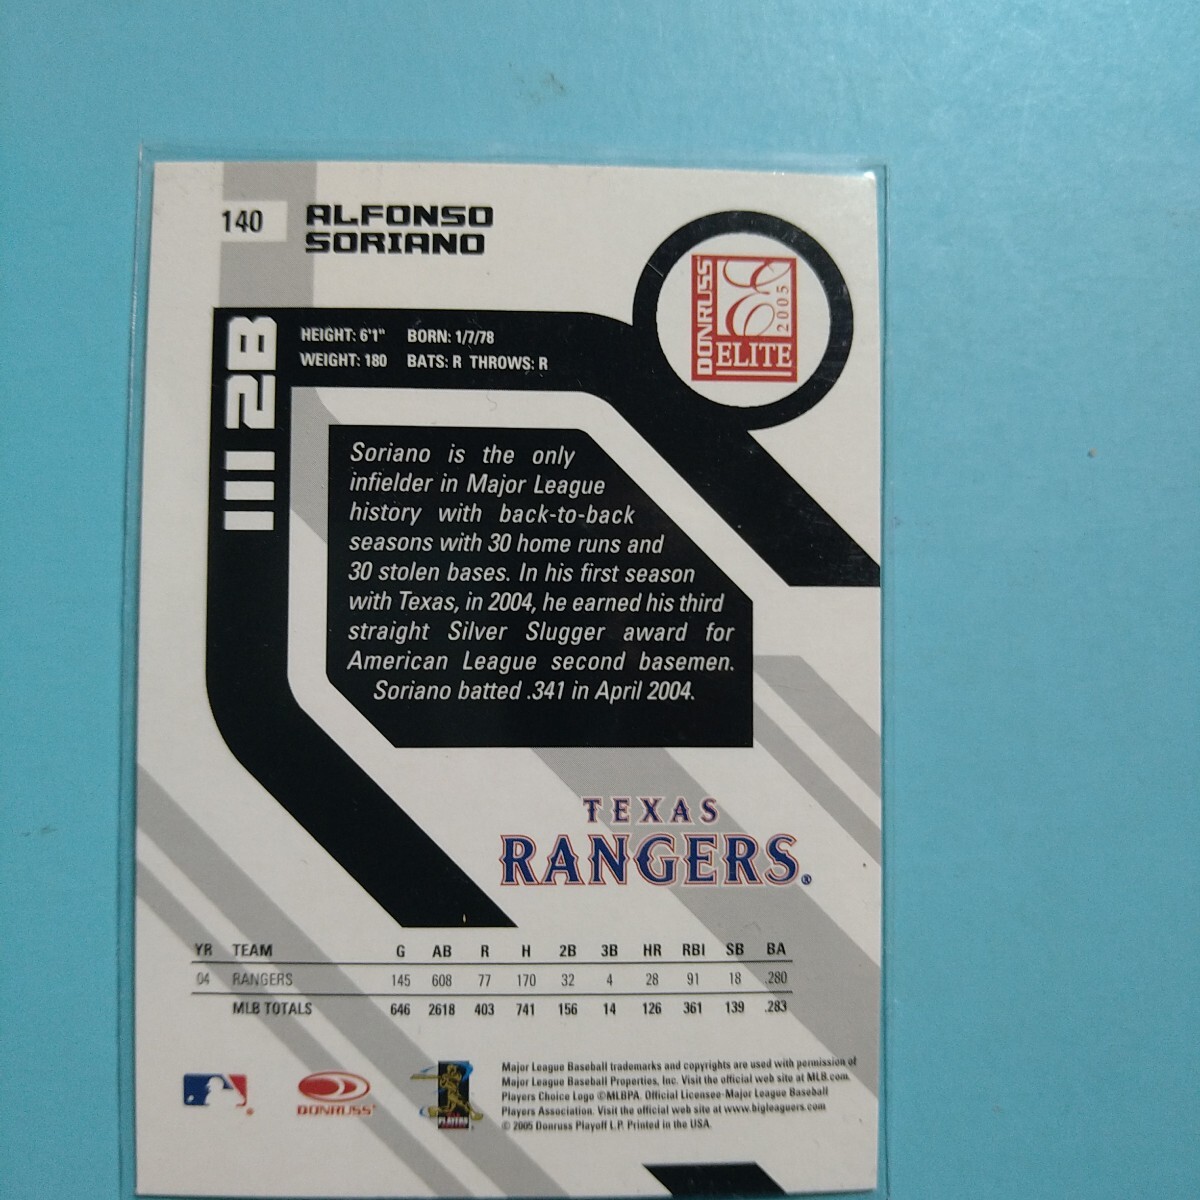 140
ALFONSO
SORIANO
DONRUSS
E
2005
ELITE
2B
HEIGHT: 6'1" BORN: 1/7/78
WEIGHT: 180 BATS: R THROWS: R
Soriano is the only
infielder in Major League
history with back-to-back
seasons with 30 home runs and
30 stolen bases. In his first season
with Texas, in 2004, he earned his third
straight Silver Slugger award for
American League second basemen.
Soriano batted .341 in April 2004.
TEXAS
RANGERS®
YR TEAM G AB R H 2B 3B HR RBI SB BA
04 RANGERS 145 608 77 170 32 4 28 91 18 .280
MLB TOTALS 646 2618 403 741 156 14 126 361 139 .283
DONRUSS
PLAYERS
Major League Baseball trademarks and copyrights are used with permission of
Major League Baseball Properties, Inc. Visit the official web site at MLB.com.
Players Choice Logo ©MLBPA. Official Licensee-Major League Baseball
Players Association. Visit the official web site at www.bigleaguers.com
© 2005 Donruss Playoff L.P. Printed in the USA.